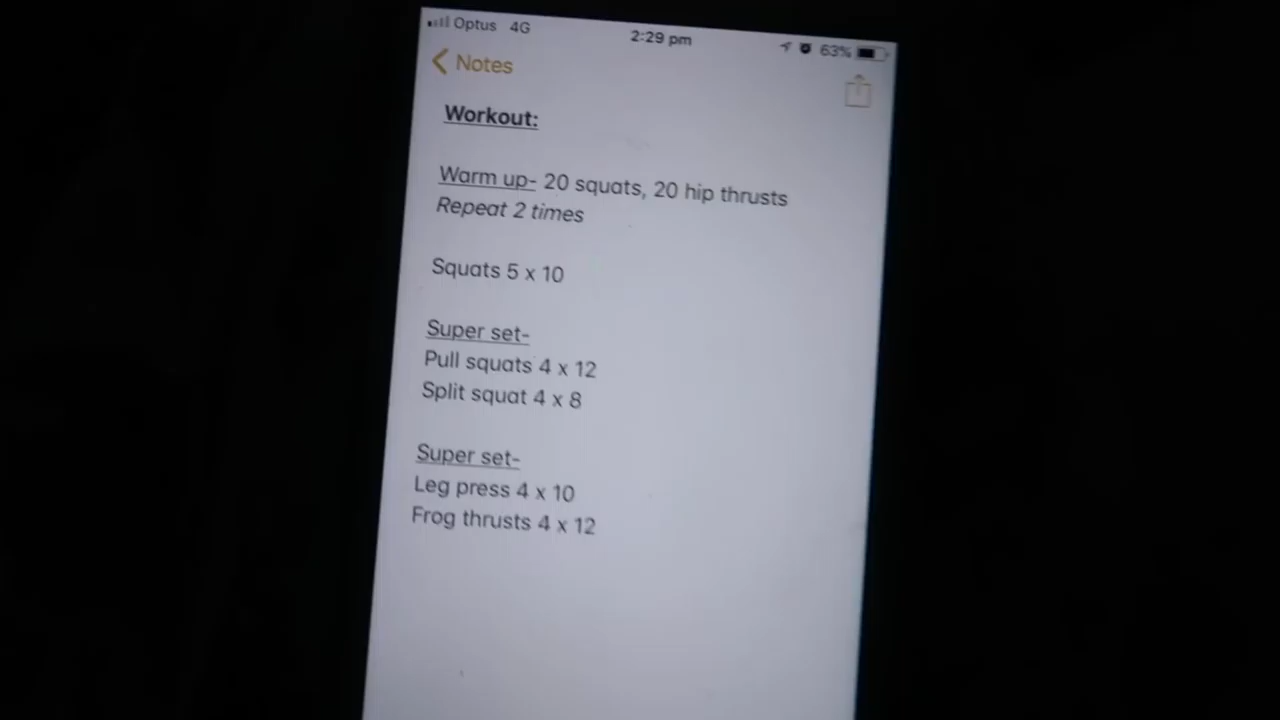 Optus 4G 2:29 pm 63%
Notes
Workout:
Warm up- 20 squats, 20 hip thrusts
Repeat 2 times
Squats 5 x 10
Super set-
Pull squats 4 x 12
Split squat 4 x 8
Super set-
Leg press 4 x 10
Frog thrusts 4 x 12